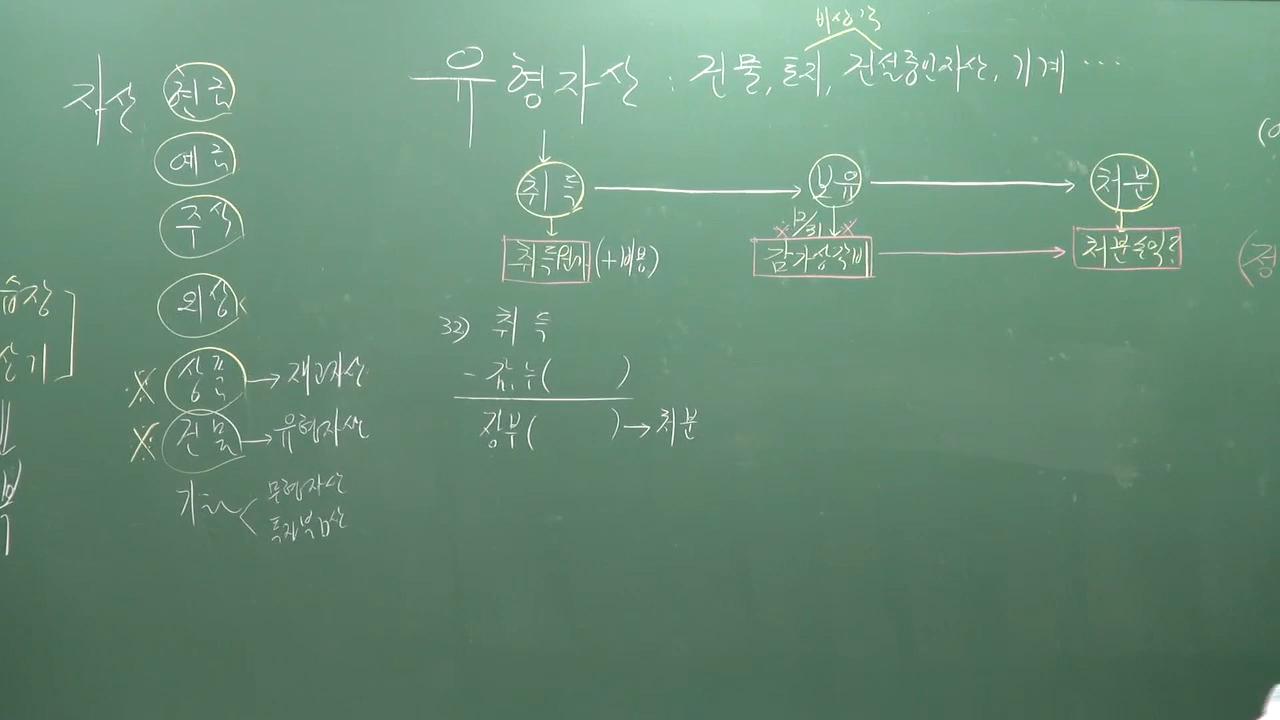 비상각
유형자산 : 건물, 토지, 건설중인자산, 기계 …
자산
현금
예금
주식
외상
※ 상품 → 재고자산
※ 건물 → 유형자산
기타 < 무형자산
투자부동산
취득 → 보유 → 처분
취득원가 (+비용)
※ 12/31 ※
감가상각비
처분손익?
32) 취득
- 감.누 (        )
장부 (        ) → 처분